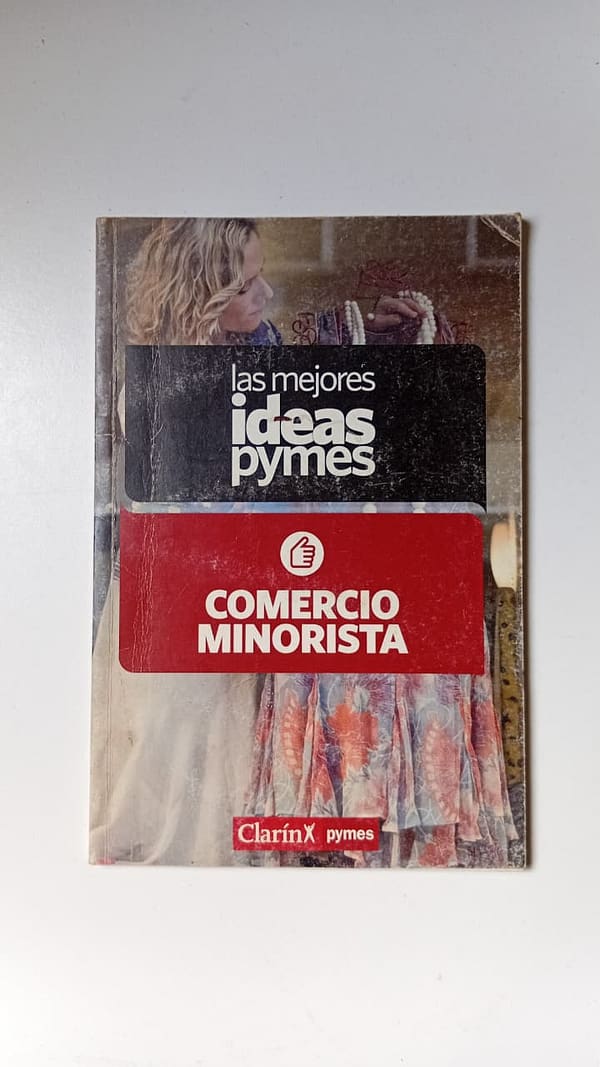 las mejores
ideas
pymes
COMERCIO
MINORISTA
Clarín pymes